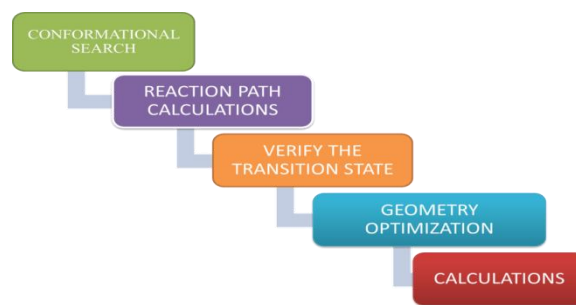 CONFORMATIONAL
SEARCH
REACTION PATH
CALCULATIONS
VERIFY THE
TRANSITION STATE
GEOMETRY
OPTIMIZATION
CALCULATIONS